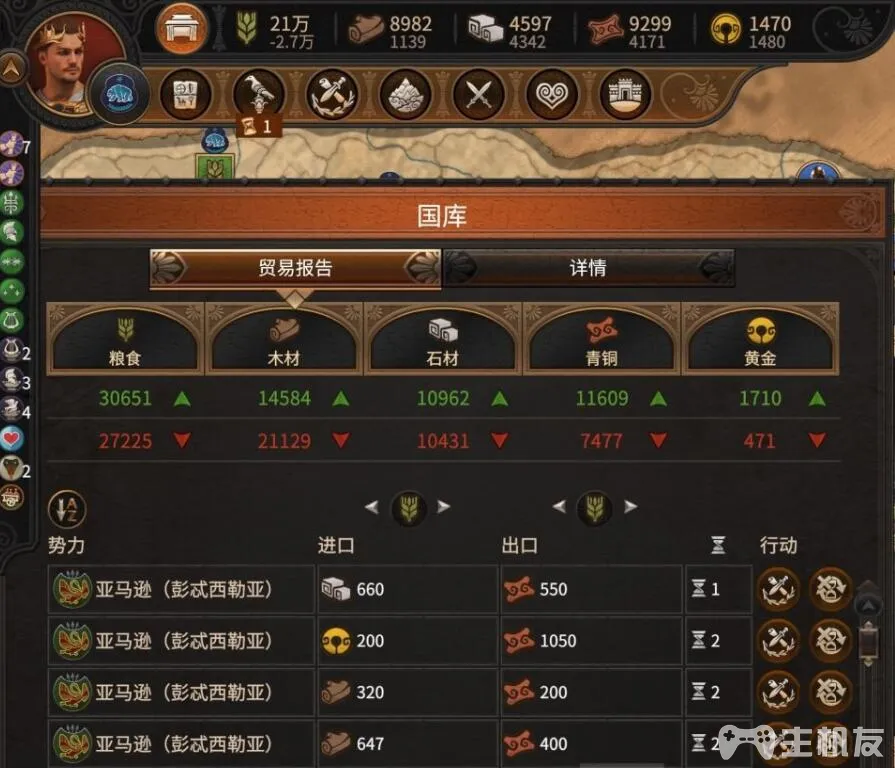 21万 8982 4597 9299 1470
-2.7万 1139 4342 4171 1480
1
7
国库
贸易报告 详情
粮食 木材 石材 青铜 黄金
30651 14584 10962 11609 1710
27225 21129 10431 7477 471
2
3
4
2
A
Z
势力 进口 出口 行动
亚马逊（彭忒西勒亚） 660 550 1
亚马逊（彭忒西勒亚） 200 1050 2
亚马逊（彭忒西勒亚） 320 200 2
亚马逊（彭忒西勒亚） 647 400 2
生机友